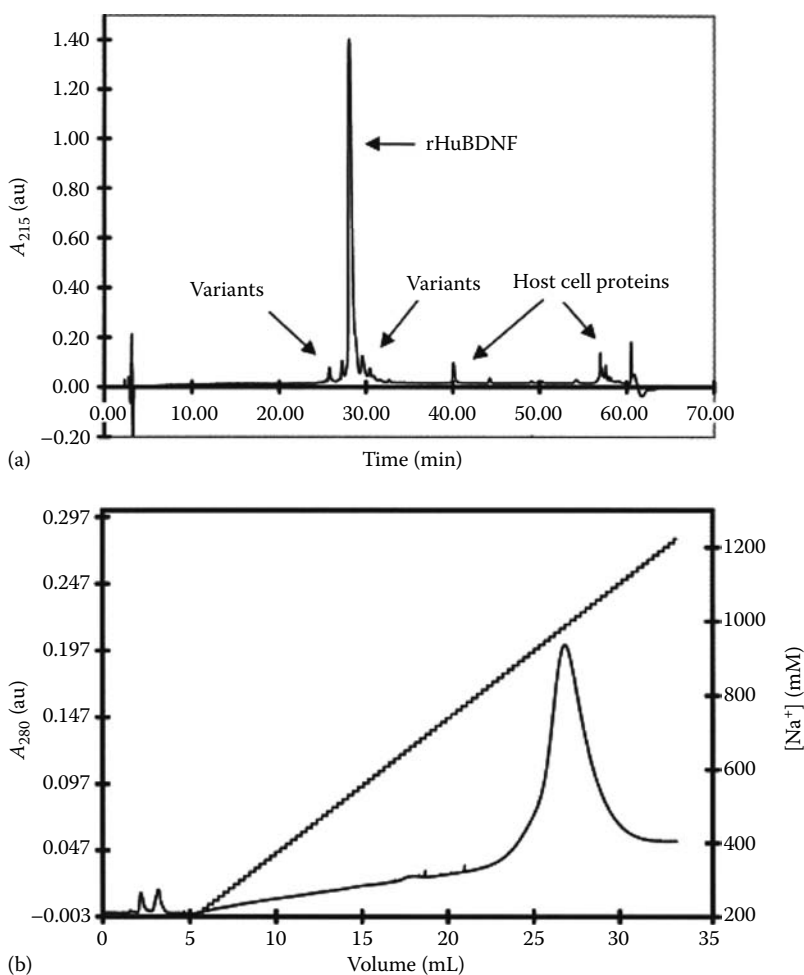 1.40
1.20
1.00
0.80
0.60
0.40
0.20
0.00
−0.20
A215 (au)
rHuBDNF
Variants
Variants
Host cell proteins
0.00 10.00 20.00 30.00 40.00 50.00 60.00 70.00
(a)
Time (min)
0.297
0.247
0.197
0.147
0.097
0.047
−0.003
A280 (au)
1200
1000
800
600
400
200
[Na+] (mM)
0 5 10 15 20 25 30 35
(b)
Volume (mL)